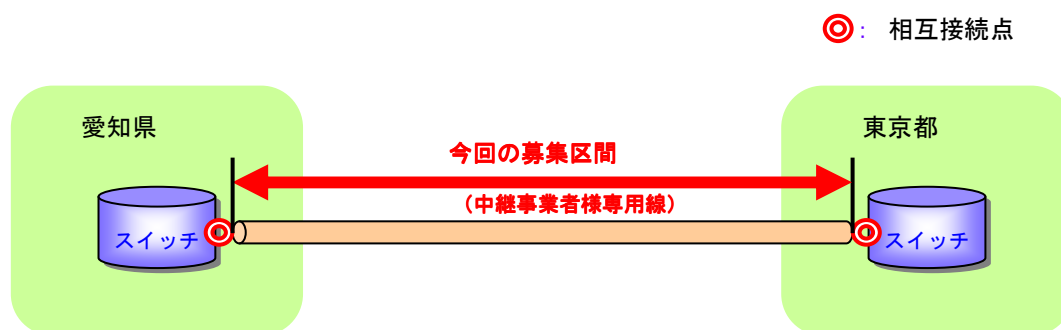 ◎： 相互接続点
愛知県
東京都
今回の募集区間
（中継事業者様専用線）
スイッチ
スイッチ